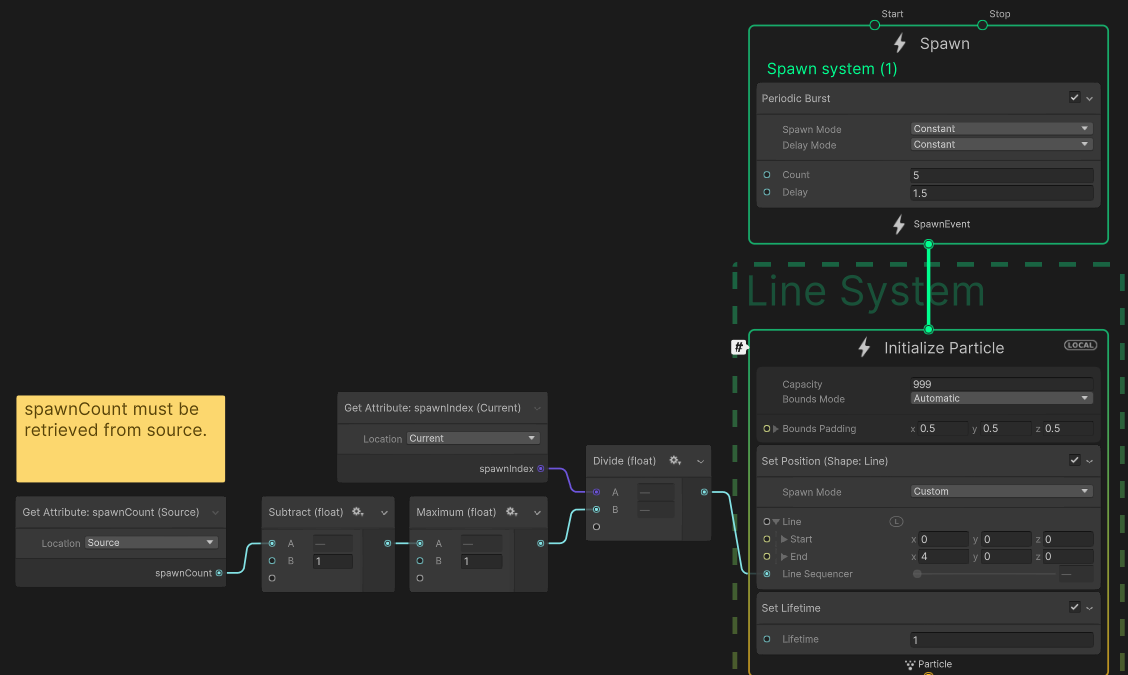 Start
Stop
Spawn
Spawn system (1)
Periodic Burst
Spawn Mode Constant
Delay Mode Constant
Count 5
Delay 1.5
SpawnEvent
Line System
# Initialize Particle LOCAL
Capacity 999
Bounds Mode Automatic
Bounds Padding x 0.5 y 0.5 z 0.5
Set Position (Shape: Line)
Spawn Mode Custom
Line L
Start x 0 y 0 z 0
End x 4 y 0 z 0
Line Sequencer —
Set Lifetime
Lifetime 1
Particle
spawnCount must be
retrieved from source.
Get Attribute: spawnIndex (Current)
Location Current
spawnIndex
Get Attribute: spawnCount (Source)
Location Source
spawnCount
Subtract (float)
A —
B 1
Maximum (float)
A —
B 1
Divide (float)
A —
B —